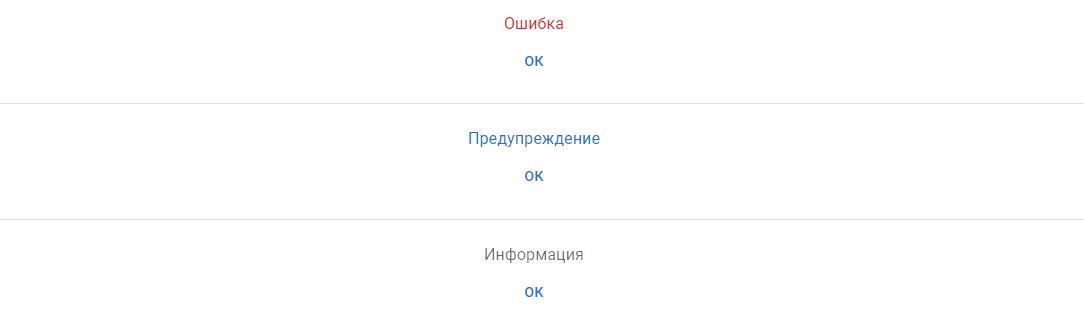 Ошибка
ок
Предупреждение
ок
Информация
ок